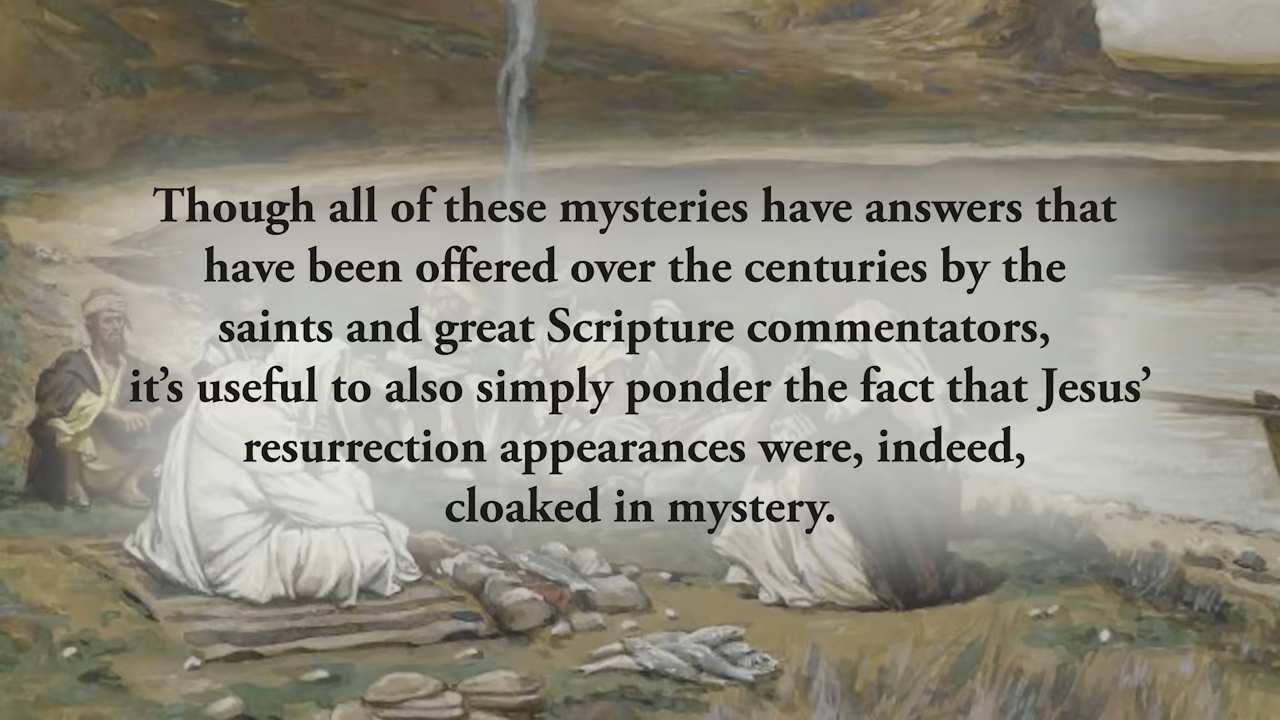 Though all of these mysteries have answers that
have been offered over the centuries by the
saints and great Scripture commentators,
it’s useful to also simply ponder the fact that Jesus’
resurrection appearances were, indeed,
cloaked in mystery.